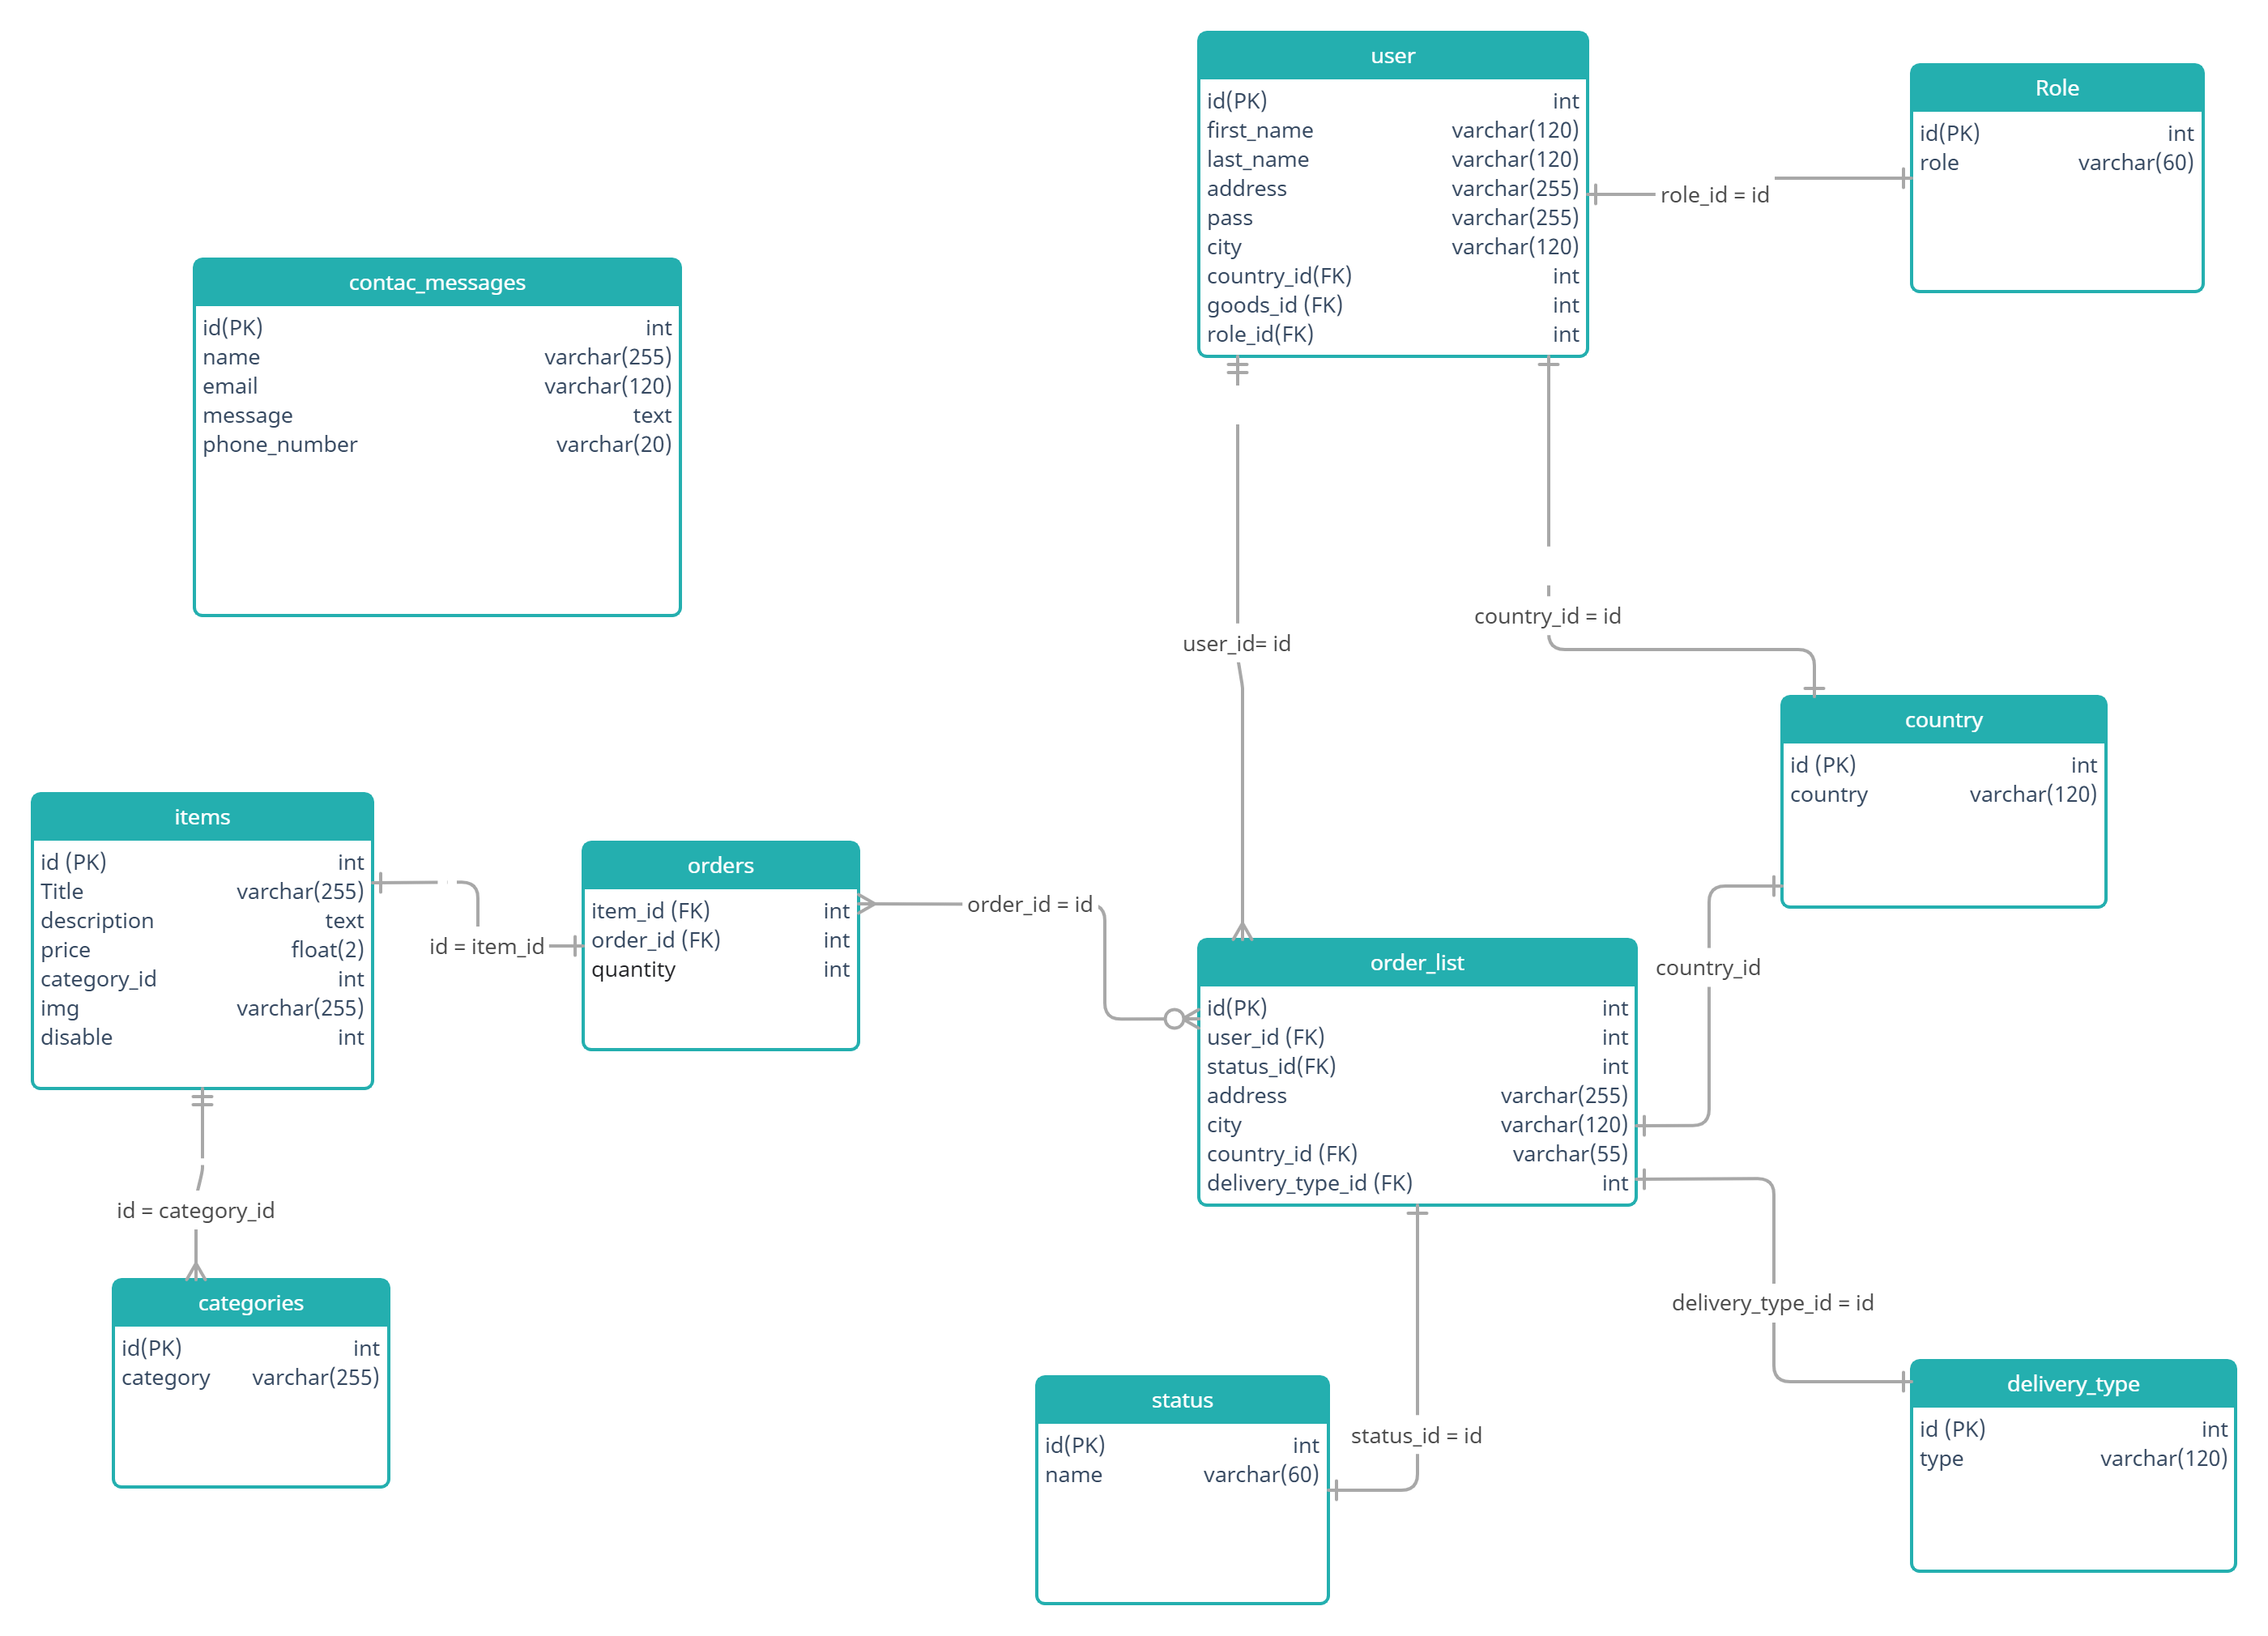 user
id(PK) int
first_name varchar(120)
last_name varchar(120)
address varchar(255)
pass varchar(255)
city varchar(120)
country_id(FK) int
goods_id (FK) int
role_id(FK) int
role_id = id
Role
id(PK) int
role varchar(60)
contac_messages
id(PK) int
name varchar(255)
email varchar(120)
message text
phone_number varchar(20)
user_id= id
country_id = id
country
id (PK) int
country varchar(120)
items
id (PK) int
Title varchar(255)
description text
price float(2)
category_id int
img varchar(255)
disable int
id = item_id
orders
item_id (FK) int
order_id (FK) int
quantity int
order_id = id
order_list
id(PK) int
user_id (FK) int
status_id(FK) int
address varchar(255)
city varchar(120)
country_id (FK) varchar(55)
delivery_type_id (FK) int
country_id
id = category_id
categories
id(PK) int
category varchar(255)
status
id(PK) int
name varchar(60)
status_id = id
delivery_type_id = id
delivery_type
id (PK) int
type varchar(120)